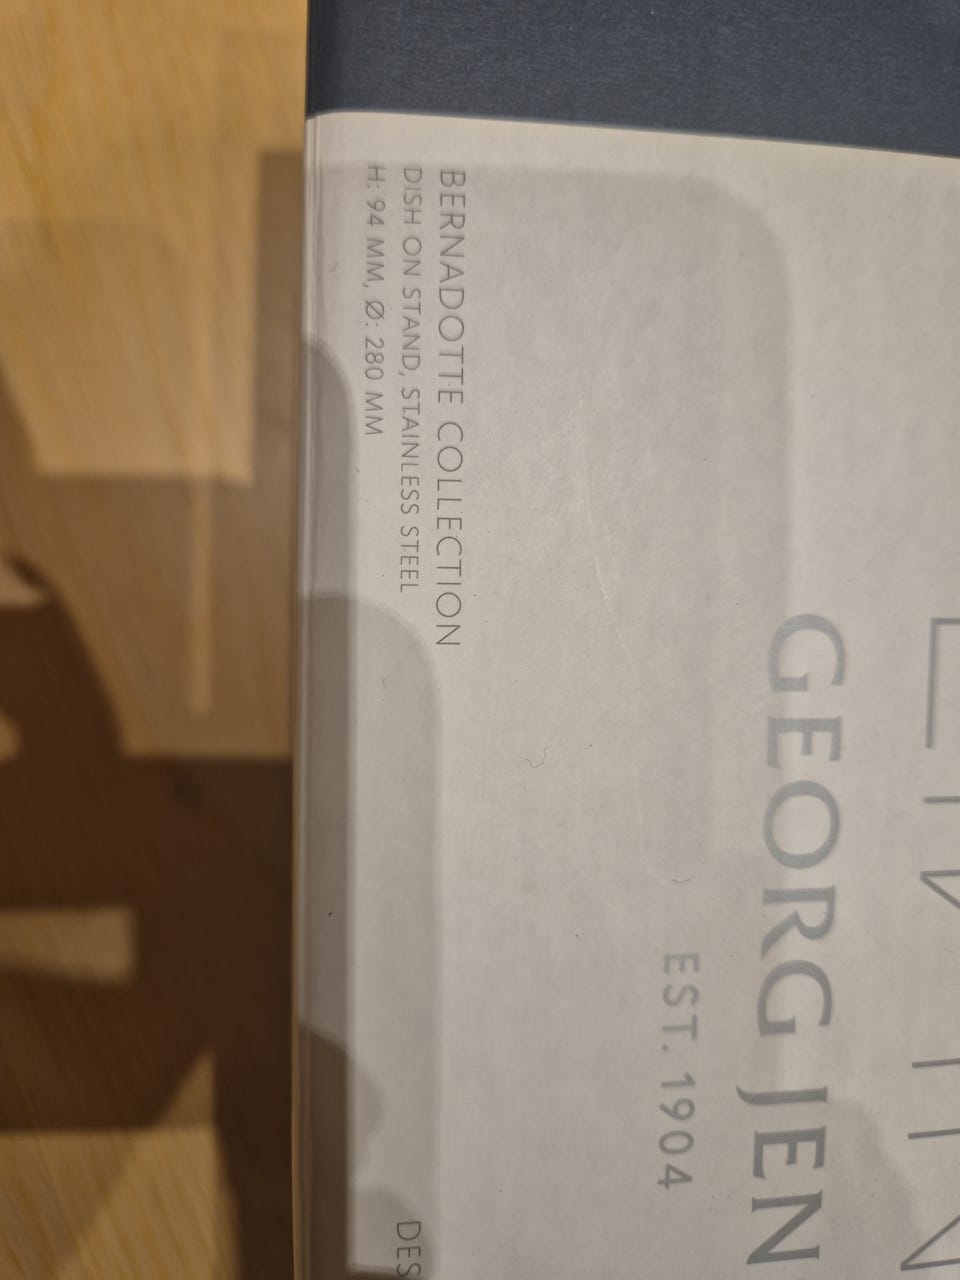 GEORG JEN
EST. 1904
BERNADOTTE COLLECTION
DISH ON STAND, STAINLESS STEEL
H: 94 MM, Ø: 280 MM
DES